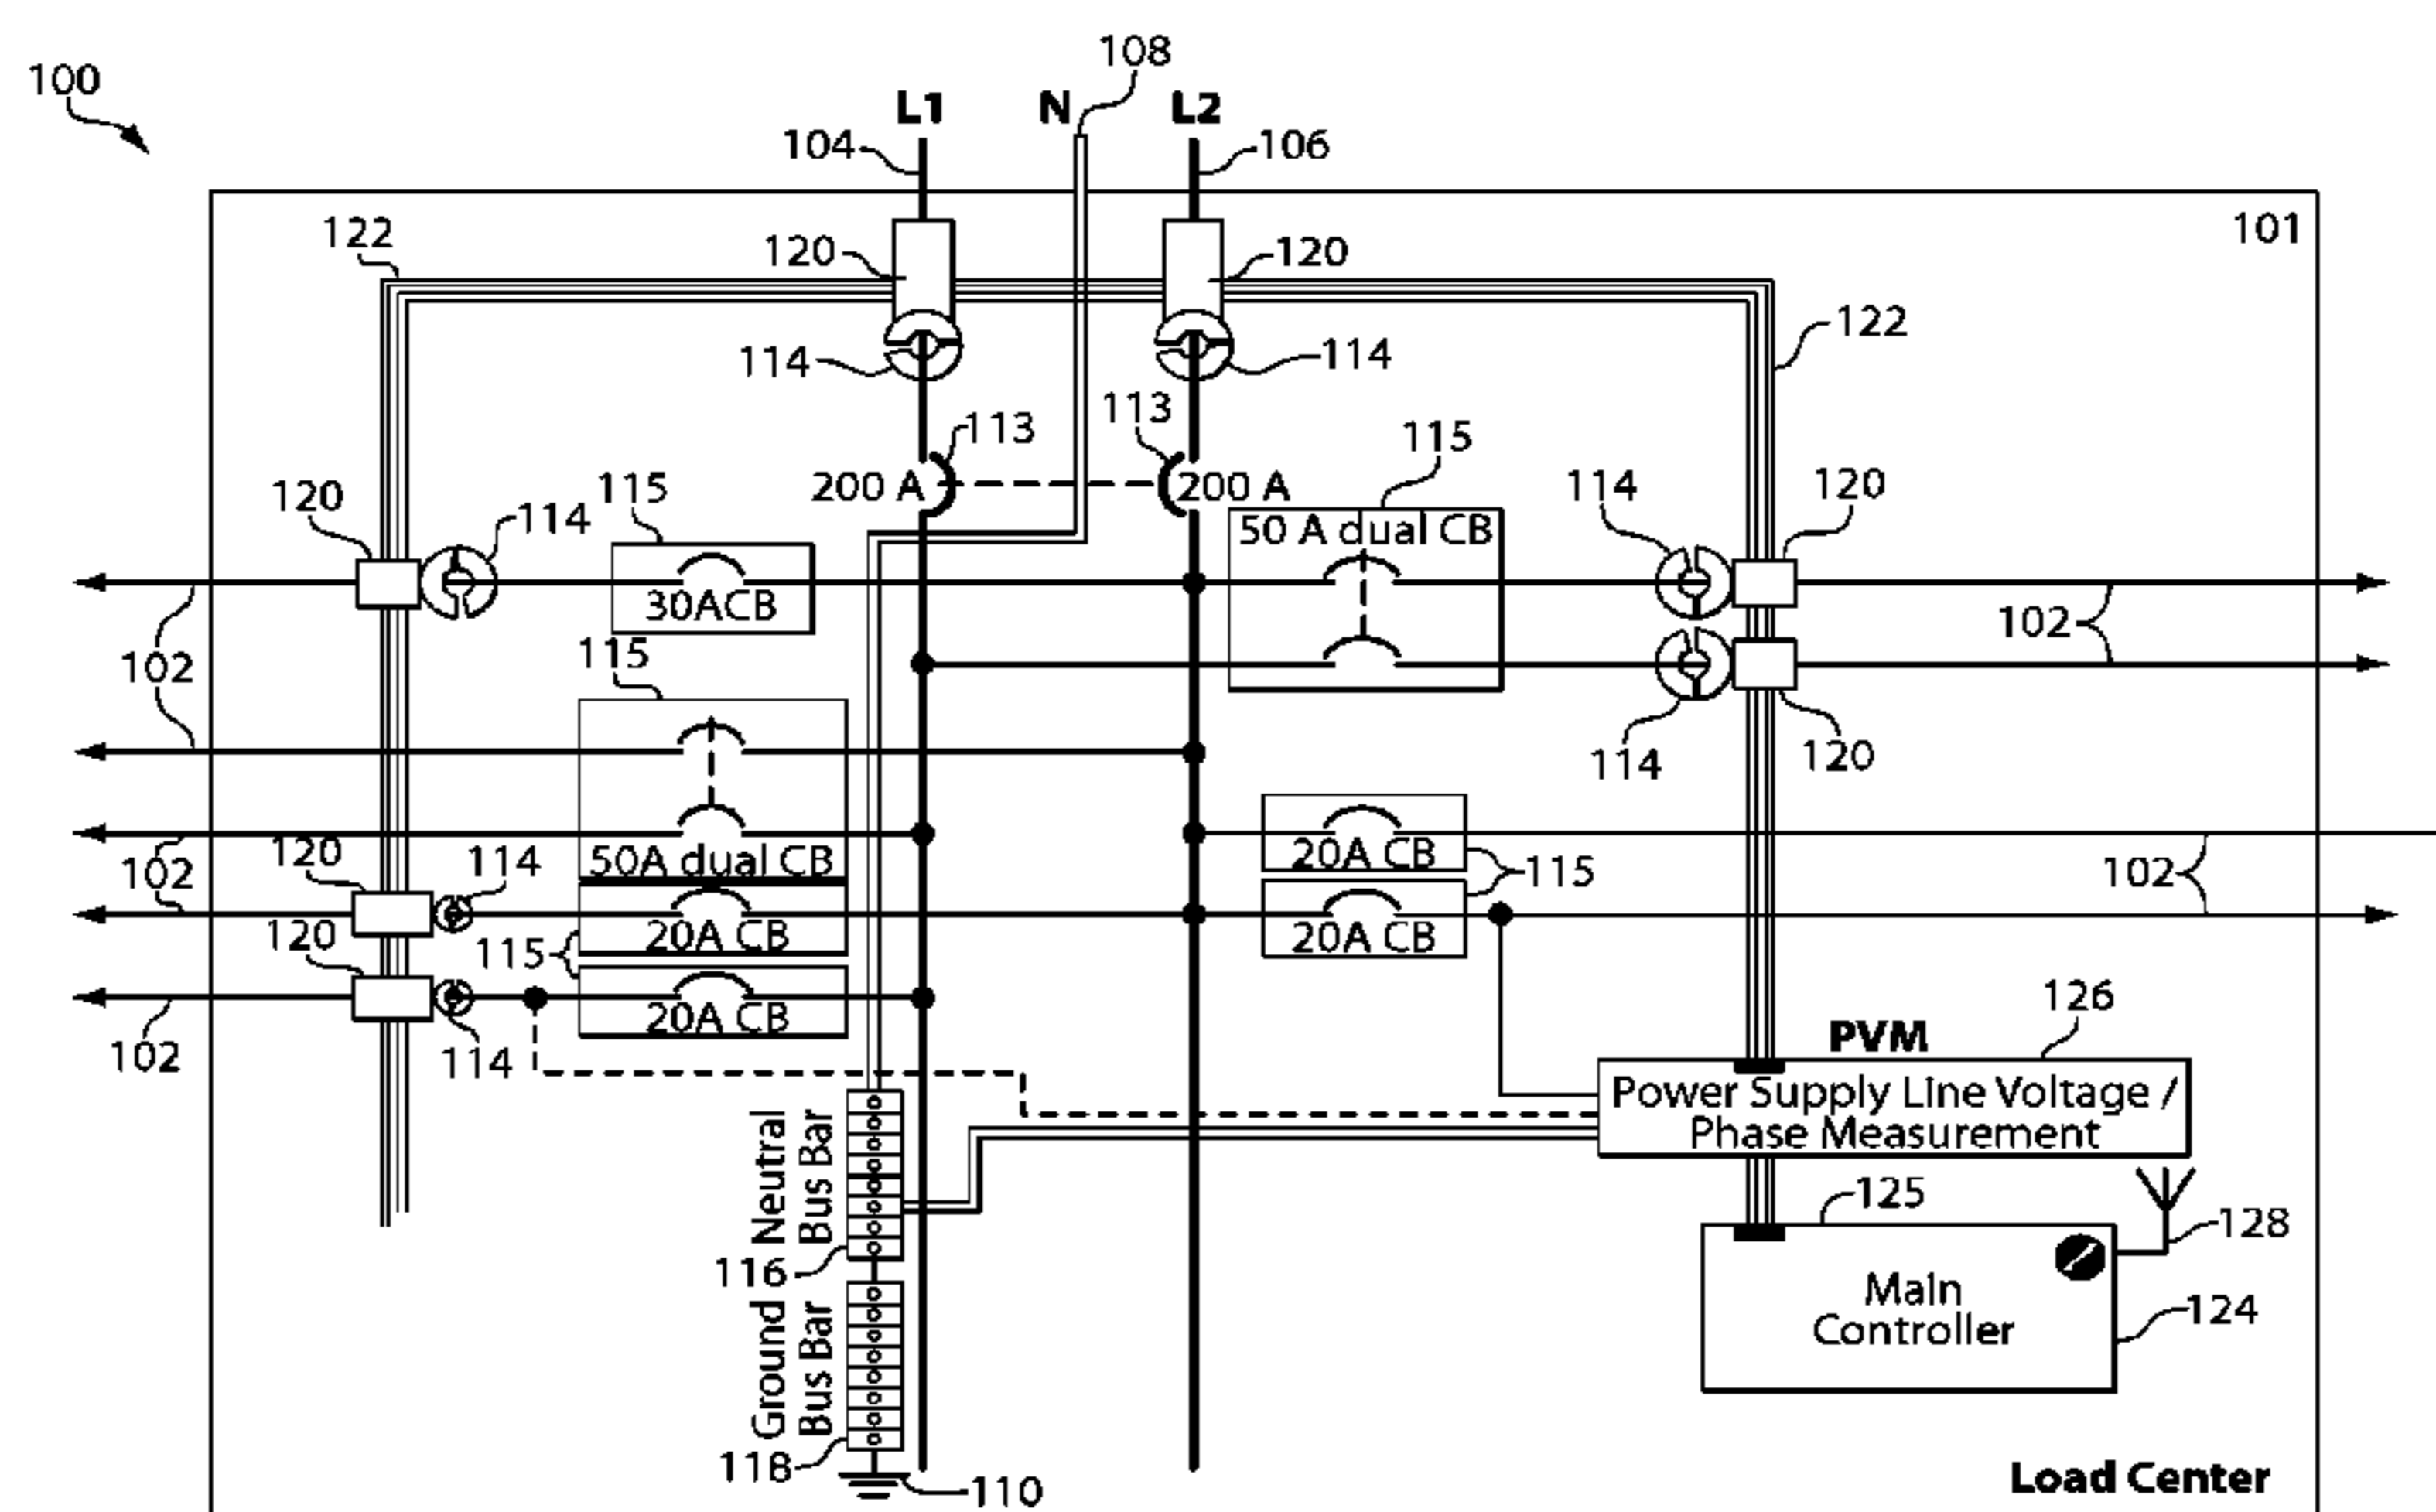 108
100
L1 N L2
104 106
101
122 120 120
122
114 114
113 113
115
200 A 200 A
120 115 114 120
114 50 A dual CB
30ACB
102
115
102
114 120
50A dual CB
120 114
102
20A CB
115
102
120
115
20A CB
20A CB
20A CB
102 114
126
PVM
Power Supply Line Voltage /
Phase Measurement
Neutral
Bus Bar
116
125
128
Main
Controller
124
Ground
Bus Bar
118
110
Load Center